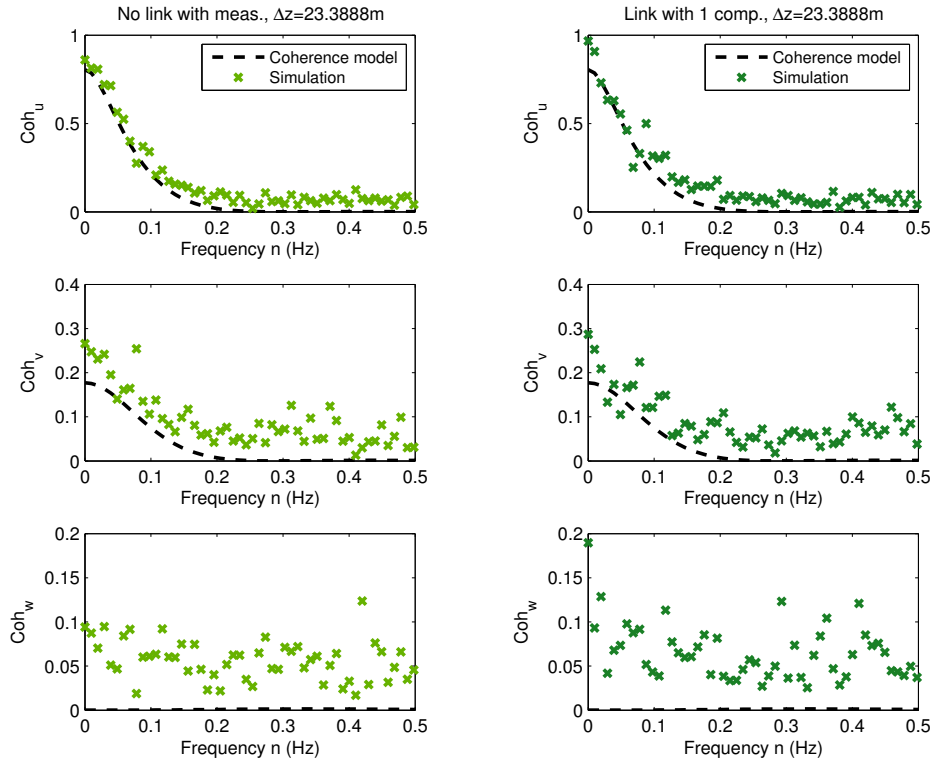 No link with meas., Δz=23.3888m
Coh_u
1
0.5
0
Coherence model
Simulation
0 0.1 0.2 0.3 0.4 0.5
Frequency n (Hz)
Link with 1 comp., Δz=23.3888m
Coh_u
1
0.5
0
Coherence model
Simulation
0 0.1 0.2 0.3 0.4 0.5
Frequency n (Hz)
Coh_v
0.4
0.3
0.2
0.1
0
0 0.1 0.2 0.3 0.4 0.5
Frequency n (Hz)
Coh_v
0.4
0.3
0.2
0.1
0
0 0.1 0.2 0.3 0.4 0.5
Frequency n (Hz)
Coh_w
0.2
0.15
0.1
0.05
0
0 0.1 0.2 0.3 0.4 0.5
Frequency n (Hz)
Coh_w
0.2
0.15
0.1
0.05
0
0 0.1 0.2 0.3 0.4 0.5
Frequency n (Hz)